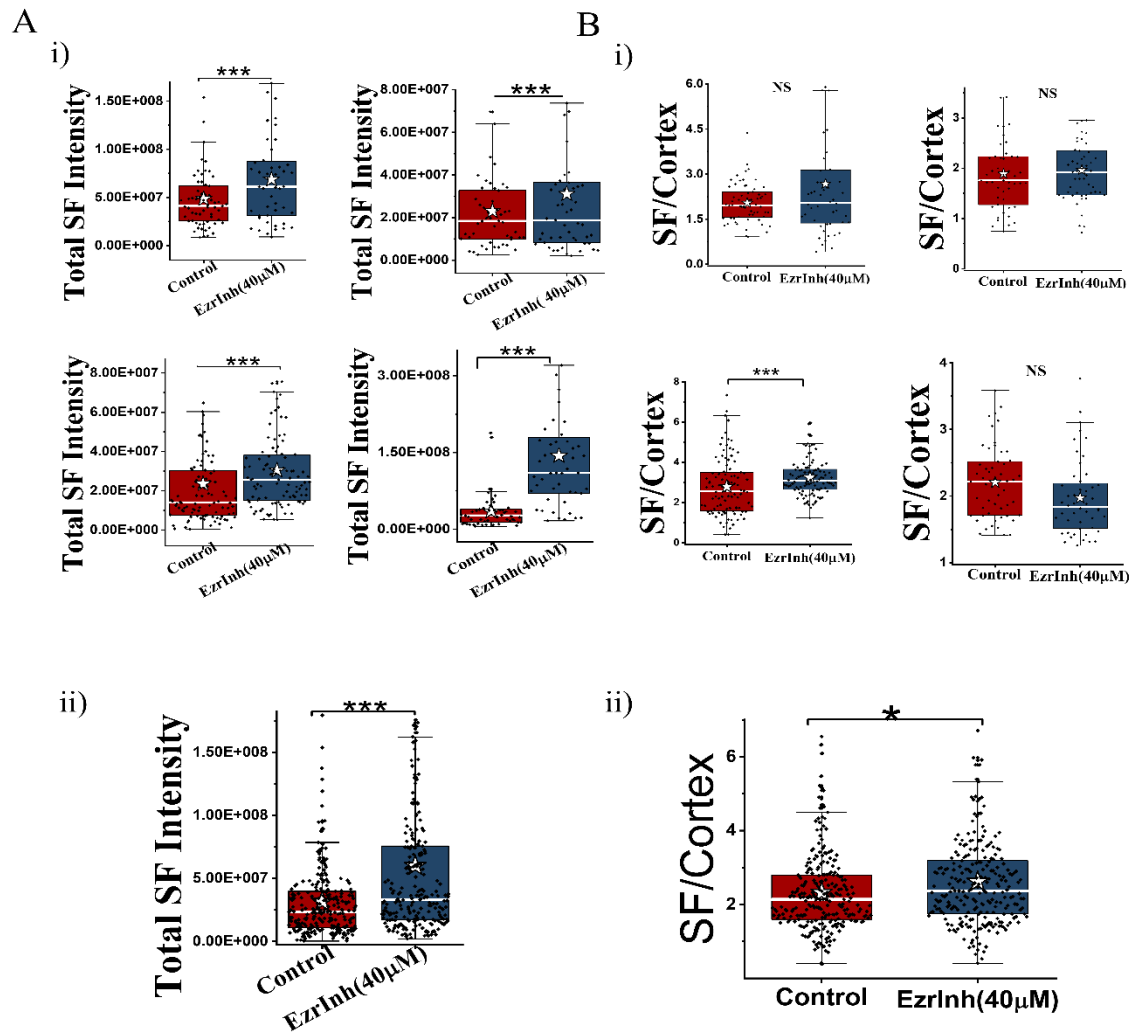 A
B
i)
i)
Total SF Intensity
1.50E+008
1.00E+008
5.00E+007
0.00E+000
***
Control
EzrInh(40μM)
Total SF Intensity
8.00E+007
6.00E+007
4.00E+007
2.00E+007
0.00E+000
***
Control
EzrInh( 40μM)
SF/Cortex
6.0
4.5
3.0
1.5
0.0
NS
Control
EzrInh(40μM)
SF/Cortex
3
2
1
0
NS
Control
EzrInh(40μM)
Total SF Intensity
8.00E+007
6.00E+007
4.00E+007
2.00E+007
0.00E+000
***
Control
EzrInh(40μM)
Total SF Intensity
3.00E+008
1.50E+008
0.00E+000
***
Control
EzrInh(40μM)
SF/Cortex
8
6
4
2
0
***
Control
EzrInh(40μM)
SF/Cortex
4
3
2
1
NS
Control
EzrInh(40μM)
ii)
Total SF Intensity
1.50E+008
1.00E+008
5.00E+007
0.00E+000
***
Control
EzrInh(40μM)
ii)
SF/Cortex
6
4
2
*
Control
EzrInh(40μM)